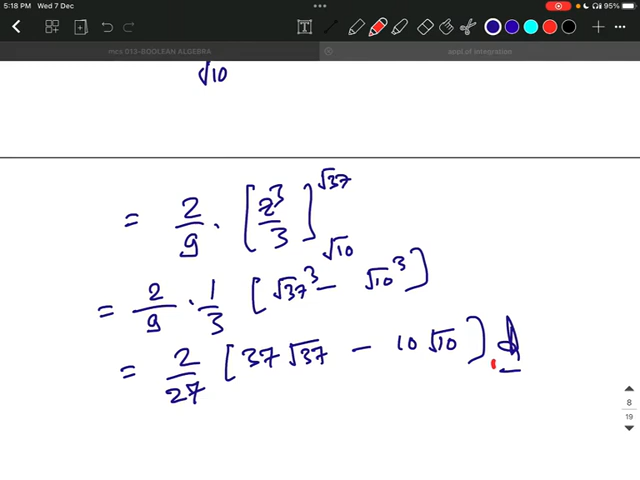 5:18 PM Wed 7 Dec
95%
T
mcs 013-BOOLEAN ALGEBRA
appl.of integration
√10
= 2/9 · [z³/3]
√37
√10
= 2/9 · 1/3 [√37³ - √10³]
= 2/27 [37√37 - 10√10]
8
19